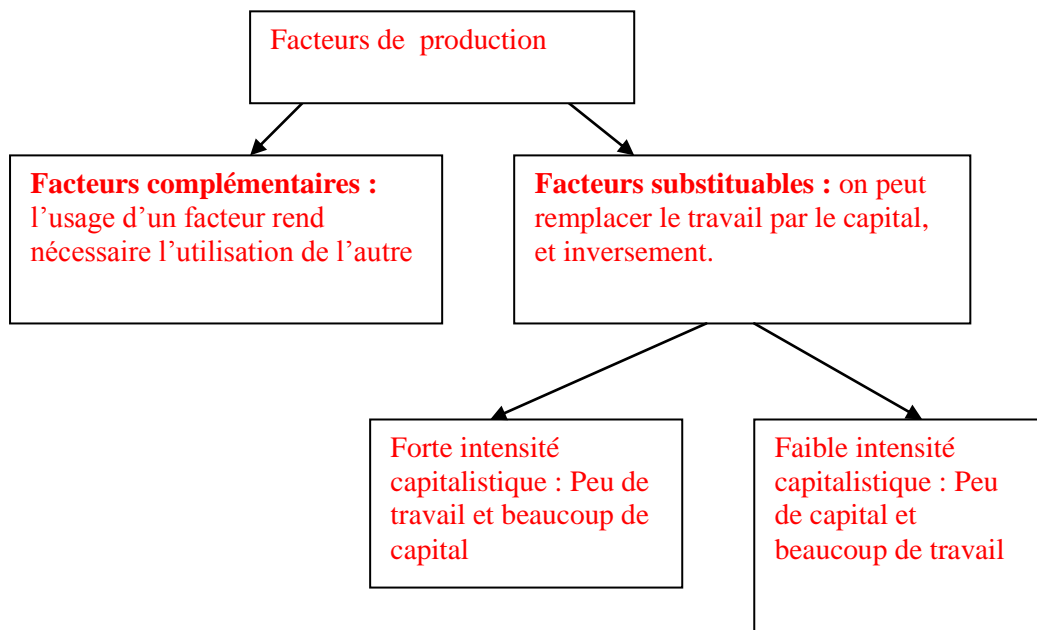 Facteurs de production
Facteurs complémentaires :
l’usage d’un facteur rend
nécessaire l’utilisation de l’autre
Facteurs substituables : on peut
remplacer le travail par le capital,
et inversement.
Forte intensité
capitalistique : Peu de
travail et beaucoup de
capital
Faible intensité
capitalistique : Peu
de capital et
beaucoup de travail